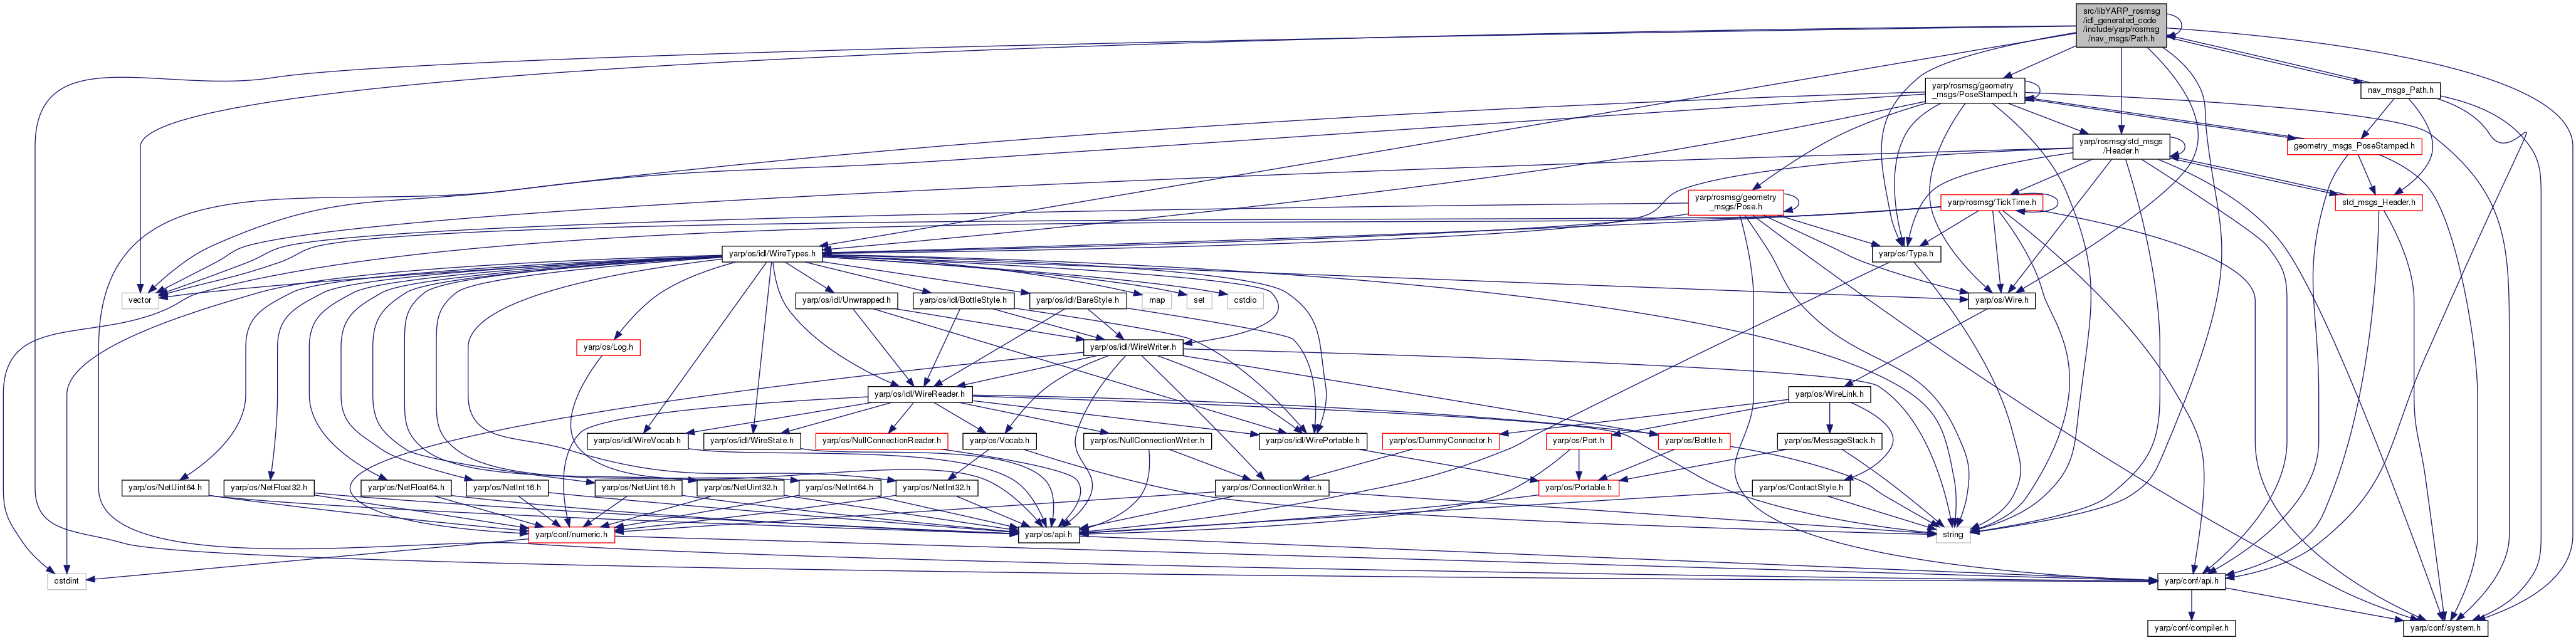 src/libYARP_rosmsg
/idl_generated_code
/include/yarp/rosmsg
/nav_msgs/Path.h
yarp/rosmsg/geometry
_msgs/PoseStamped.h
nav_msgs_Path.h
yarp/rosmsg/std_msgs
/Header.h
geometry_msgs_PoseStamped.h
yarp/rosmsg/geometry
_msgs/Pose.h
yarp/rosmsg/TickTime.h
std_msgs_Header.h
yarp/os/idl/WireTypes.h
yarp/os/Type.h
vector
yarp/os/idl/Unwrapped.h
yarp/os/idl/BottleStyle.h
yarp/os/idl/BareStyle.h
map
set
cstdio
yarp/os/Wire.h
yarp/os/Log.h
yarp/os/idl/WireWriter.h
yarp/os/idl/WireReader.h
yarp/os/WireLink.h
yarp/os/idl/WireVocab.h
yarp/os/idl/WireState.h
yarp/os/NullConnectionReader.h
yarp/os/Vocab.h
yarp/os/NullConnectionWriter.h
yarp/os/idl/WirePortable.h
yarp/os/DummyConnector.h
yarp/os/Port.h
yarp/os/Bottle.h
yarp/os/MessageStack.h
yarp/os/NetUint64.h
yarp/os/NetFloat32.h
yarp/os/NetFloat64.h
yarp/os/NetInt16.h
yarp/os/NetUint16.h
yarp/os/NetUint32.h
yarp/os/NetInt64.h
yarp/os/NetInt32.h
yarp/os/ConnectionWriter.h
yarp/os/Portable.h
yarp/os/ContactStyle.h
yarp/conf/numeric.h
yarp/os/api.h
string
cstdint
yarp/conf/api.h
yarp/conf/compiler.h
yarp/conf/system.h